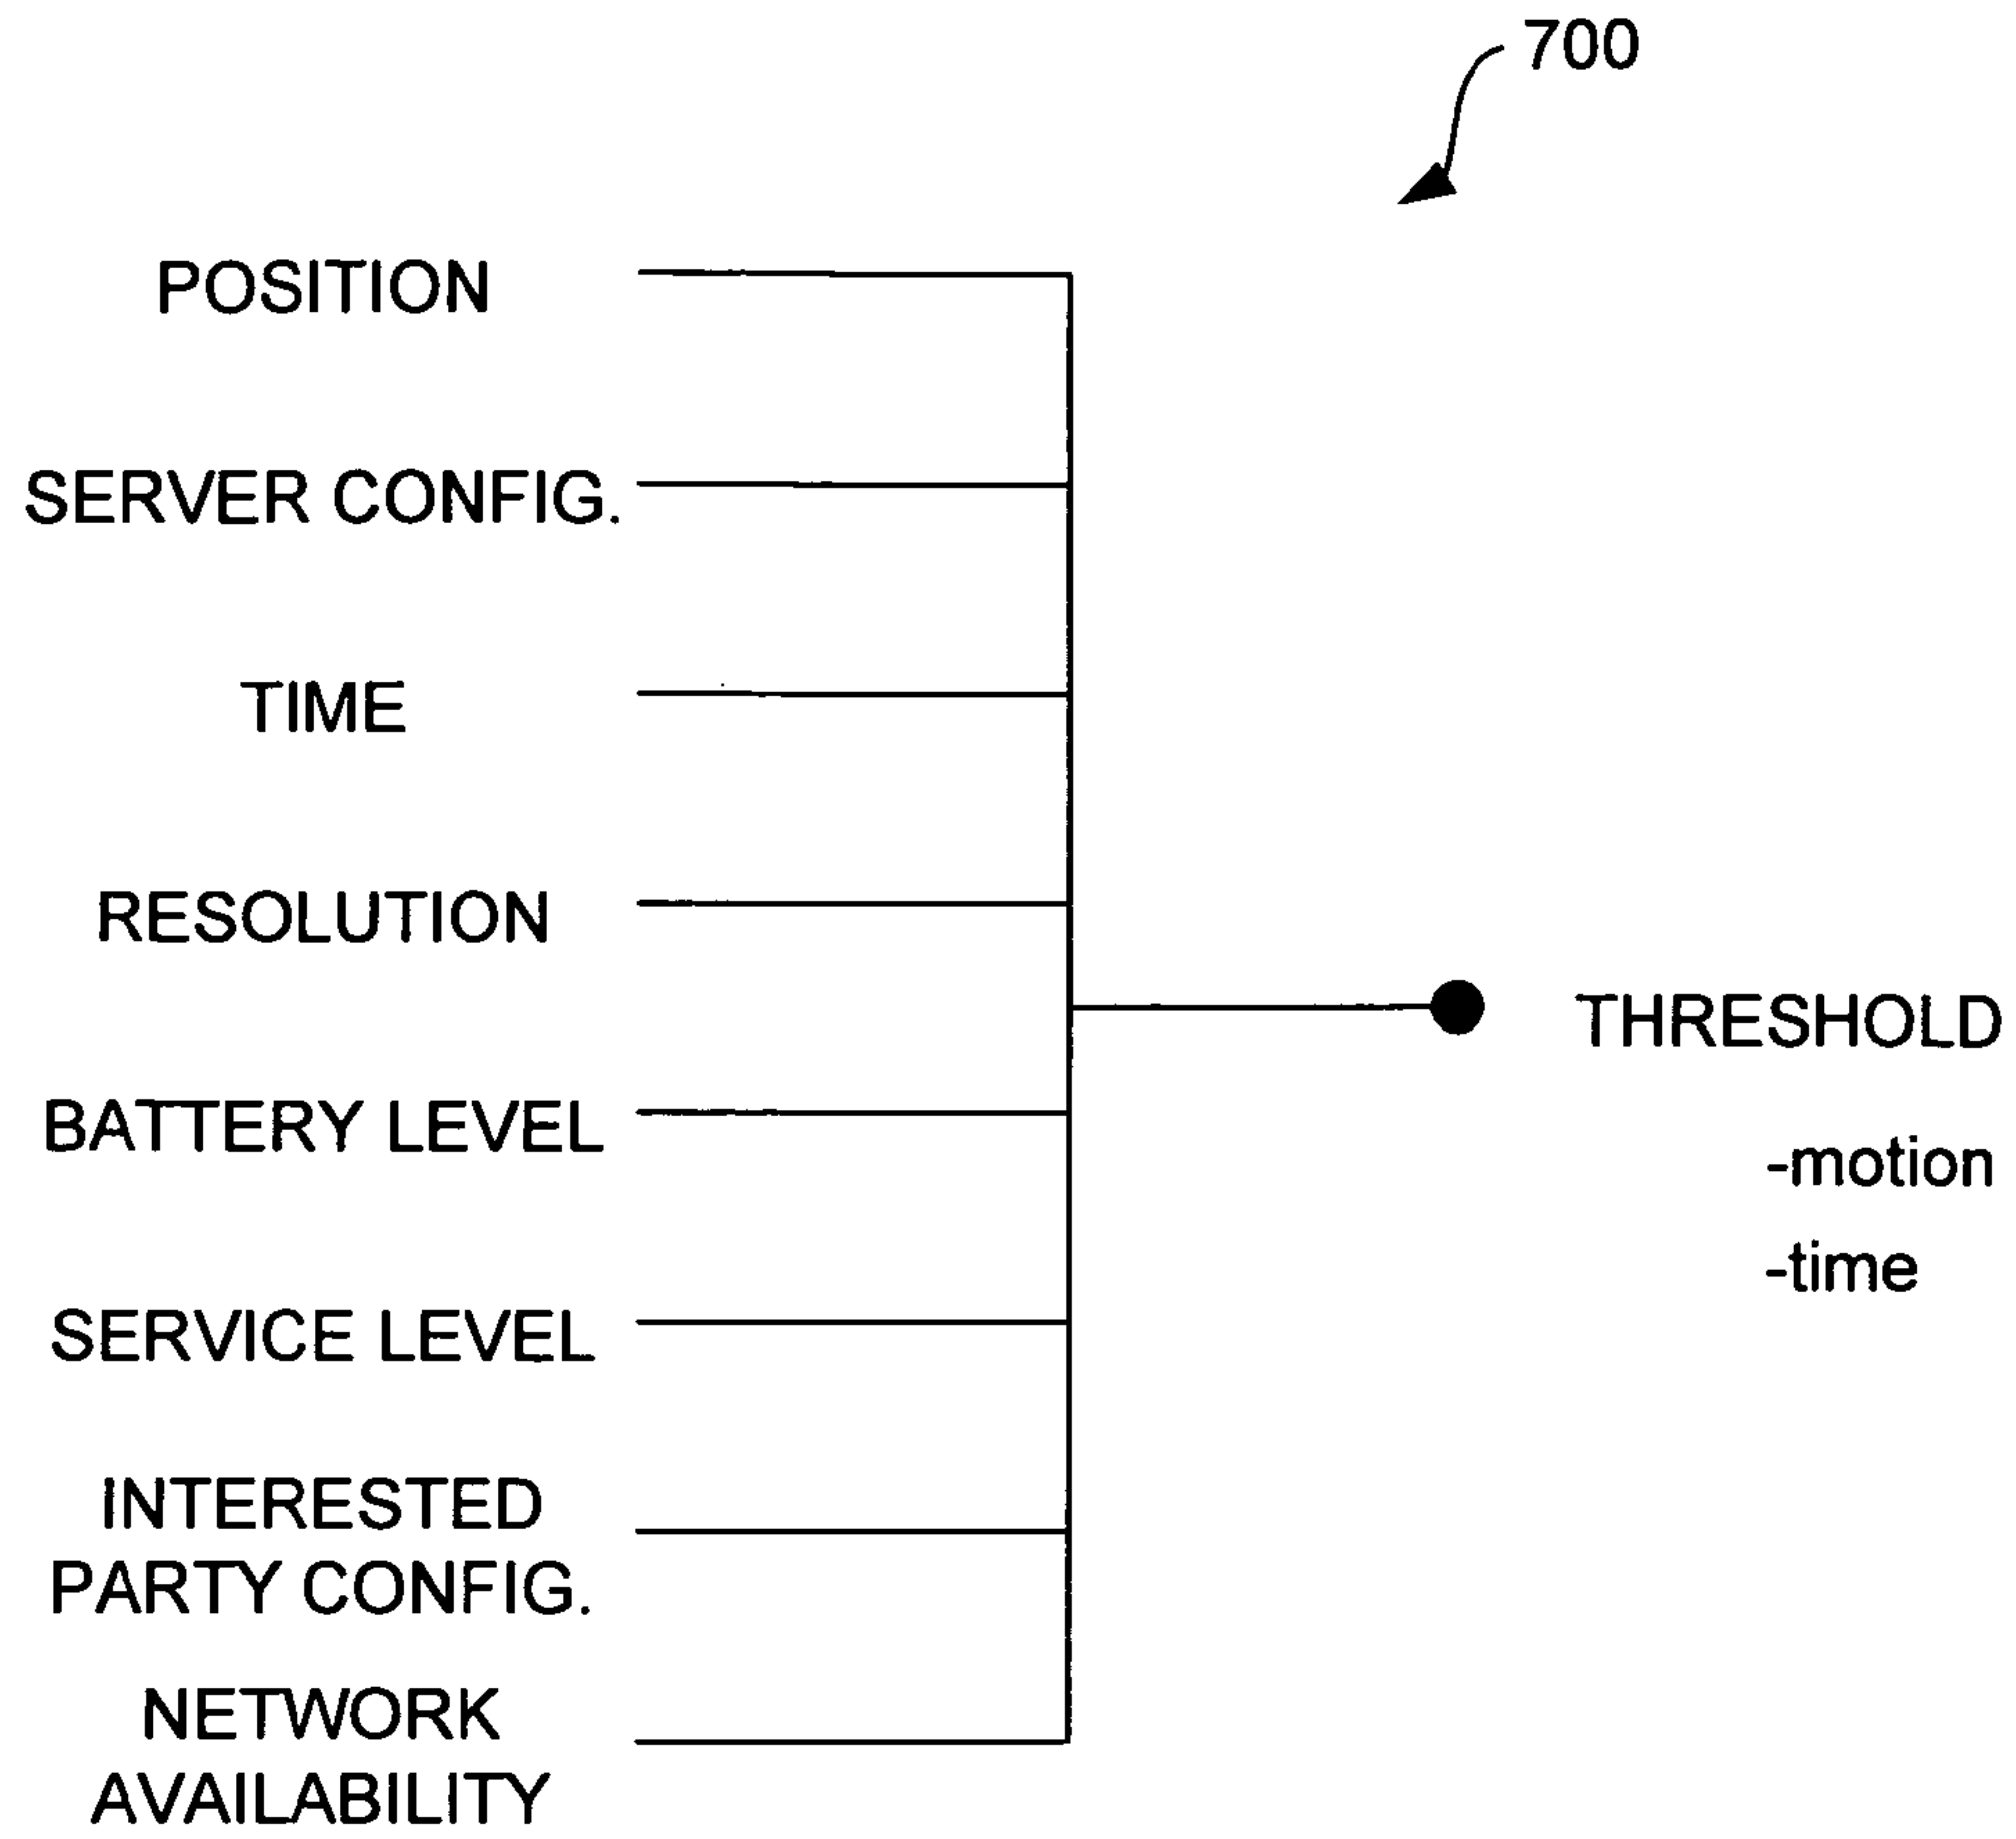 700
POSITION
SERVER CONFIG.
TIME
RESOLUTION
BATTERY LEVEL
SERVICE LEVEL
INTERESTED
PARTY CONFIG.
NETWORK
AVAILABILITY
THRESHOLD
-motion
-time